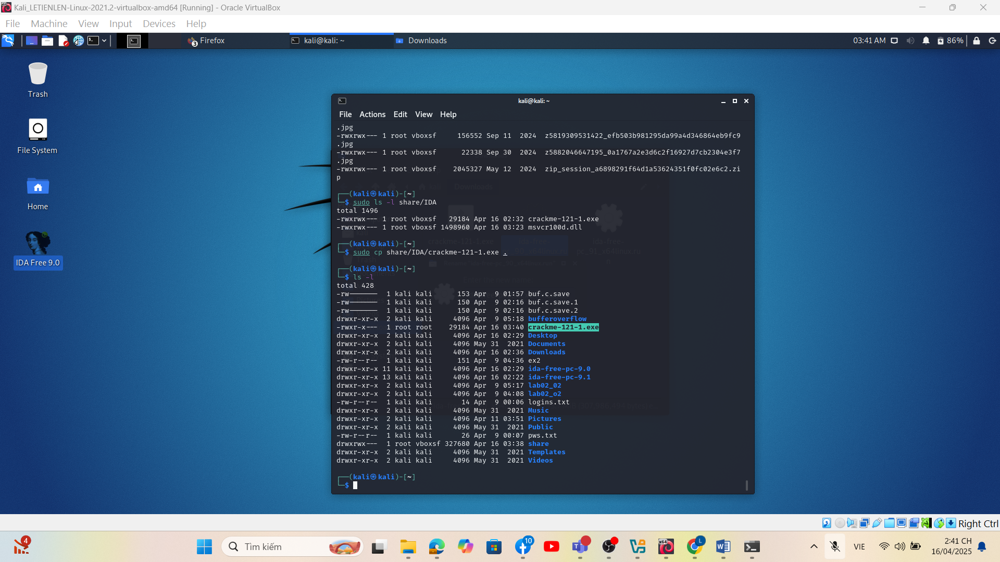 Kali_LETIENLEN-Linux-2021.2-virtualbox-amd64 [Running] - Oracle VirtualBox
File Machine View Input Devices Help
Firefox
kali@kali: ~
Downloads
03:41 AM
86%
Trash
File System
Home
IDA Free 9.0
kali@kali: ~
File Actions Edit View Help
.jpg
-rwxrwx--- 1 root vboxsf 156552 Sep 11 2024 z5819309531422_efb503b981295da99a4d346864eb9fc9
.jpg
-rwxrwx--- 1 root vboxsf 22338 Sep 30 2024 z5882046647195_0a1767a2e3d6c2f16927d7cb2304e3f7
.jpg
-rwxrwx--- 1 root vboxsf 2045327 May 12 2024 zip_session_a6898291f64d1a53624351f0fc02e6c2.zi
p
┌──(kali㉿kali)-[~]
└─$ sudo ls -l share/IDA
total 1496
-rwxrwx--- 1 root vboxsf 29184 Apr 16 02:32 crackme-121-1.exe
-rwxrwx--- 1 root vboxsf 1498960 Apr 16 03:23 msvcr100d.dll
┌──(kali㉿kali)-[~]
└─$ sudo cp share/IDA/crackme-121-1.exe .
┌──(kali㉿kali)-[~]
└─$ ls -l
total 428
-rw------- 1 kali kali 153 Apr 9 01:57 buf.c.save
-rw------- 1 kali kali 150 Apr 9 02:16 buf.c.save.1
-rw------- 1 kali kali 150 Apr 9 02:16 buf.c.save.2
drwxr-xr-x 2 kali kali 4096 Apr 9 05:18 bufferoverflow
-rwxr-x--- 1 root root 29184 Apr 16 03:40 crackme-121-1.exe
drwxr-xr-x 2 kali kali 4096 Apr 16 02:29 Desktop
drwxr-xr-x 2 kali kali 4096 May 31 2021 Documents
drwxr-xr-x 2 kali kali 4096 Apr 16 02:36 Downloads
-rw-r--r-- 1 kali kali 151 Apr 9 04:36 ex2
drwxr-xr-x 11 kali kali 4096 Apr 16 02:29 ida-free-pc-9.0
drwxr-xr-x 13 kali kali 4096 Apr 16 02:22 ida-free-pc-9.1
drwxr-xr-x 2 kali kali 4096 Apr 9 05:17 lab02_02
drwxr-xr-x 2 kali kali 4096 Apr 9 04:08 lab02_o2
-rw-r--r-- 1 kali kali 14 Apr 9 00:06 logins.txt
drwxr-xr-x 2 kali kali 4096 May 31 2021 Music
drwxr-xr-x 2 kali kali 4096 Apr 11 03:51 Pictures
drwxr-xr-x 2 kali kali 4096 May 31 2021 Public
-rw-r--r-- 1 kali kali 26 Apr 9 00:07 pws.txt
drwxrwx--- 1 root vboxsf 327680 Apr 16 03:38 share
drwxr-xr-x 2 kali kali 4096 May 31 2021 Templates
drwxr-xr-x 2 kali kali 4096 May 31 2021 Videos
┌──(kali㉿kali)-[~]
└─$
Right Ctrl
4
Tìm kiếm
10
VIE
2:41 CH
16/04/2025